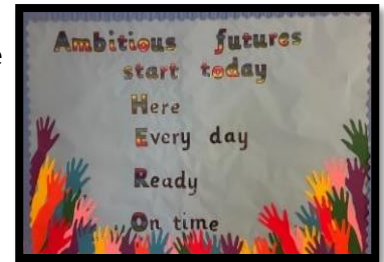 Ambitious futures
start today
Here
Every day
Ready
On time
e